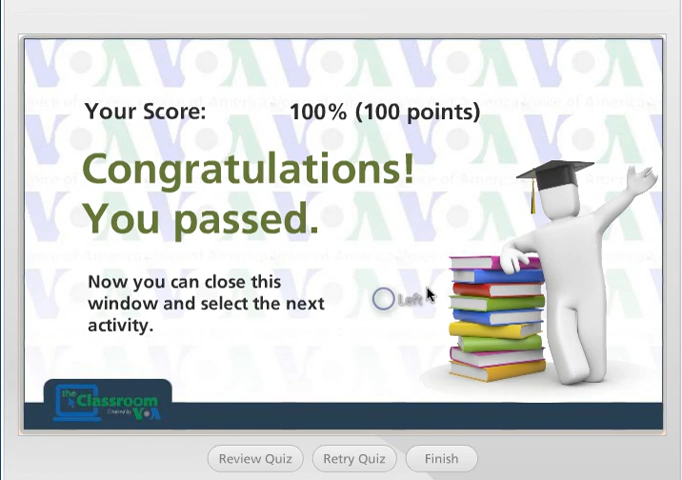 Your Score: 100% (100 points)
Congratulations!
You passed.
Now you can close this
window and select the next
activity.
Left
the
Classroom
VOA
Review Quiz
Retry Quiz
Finish